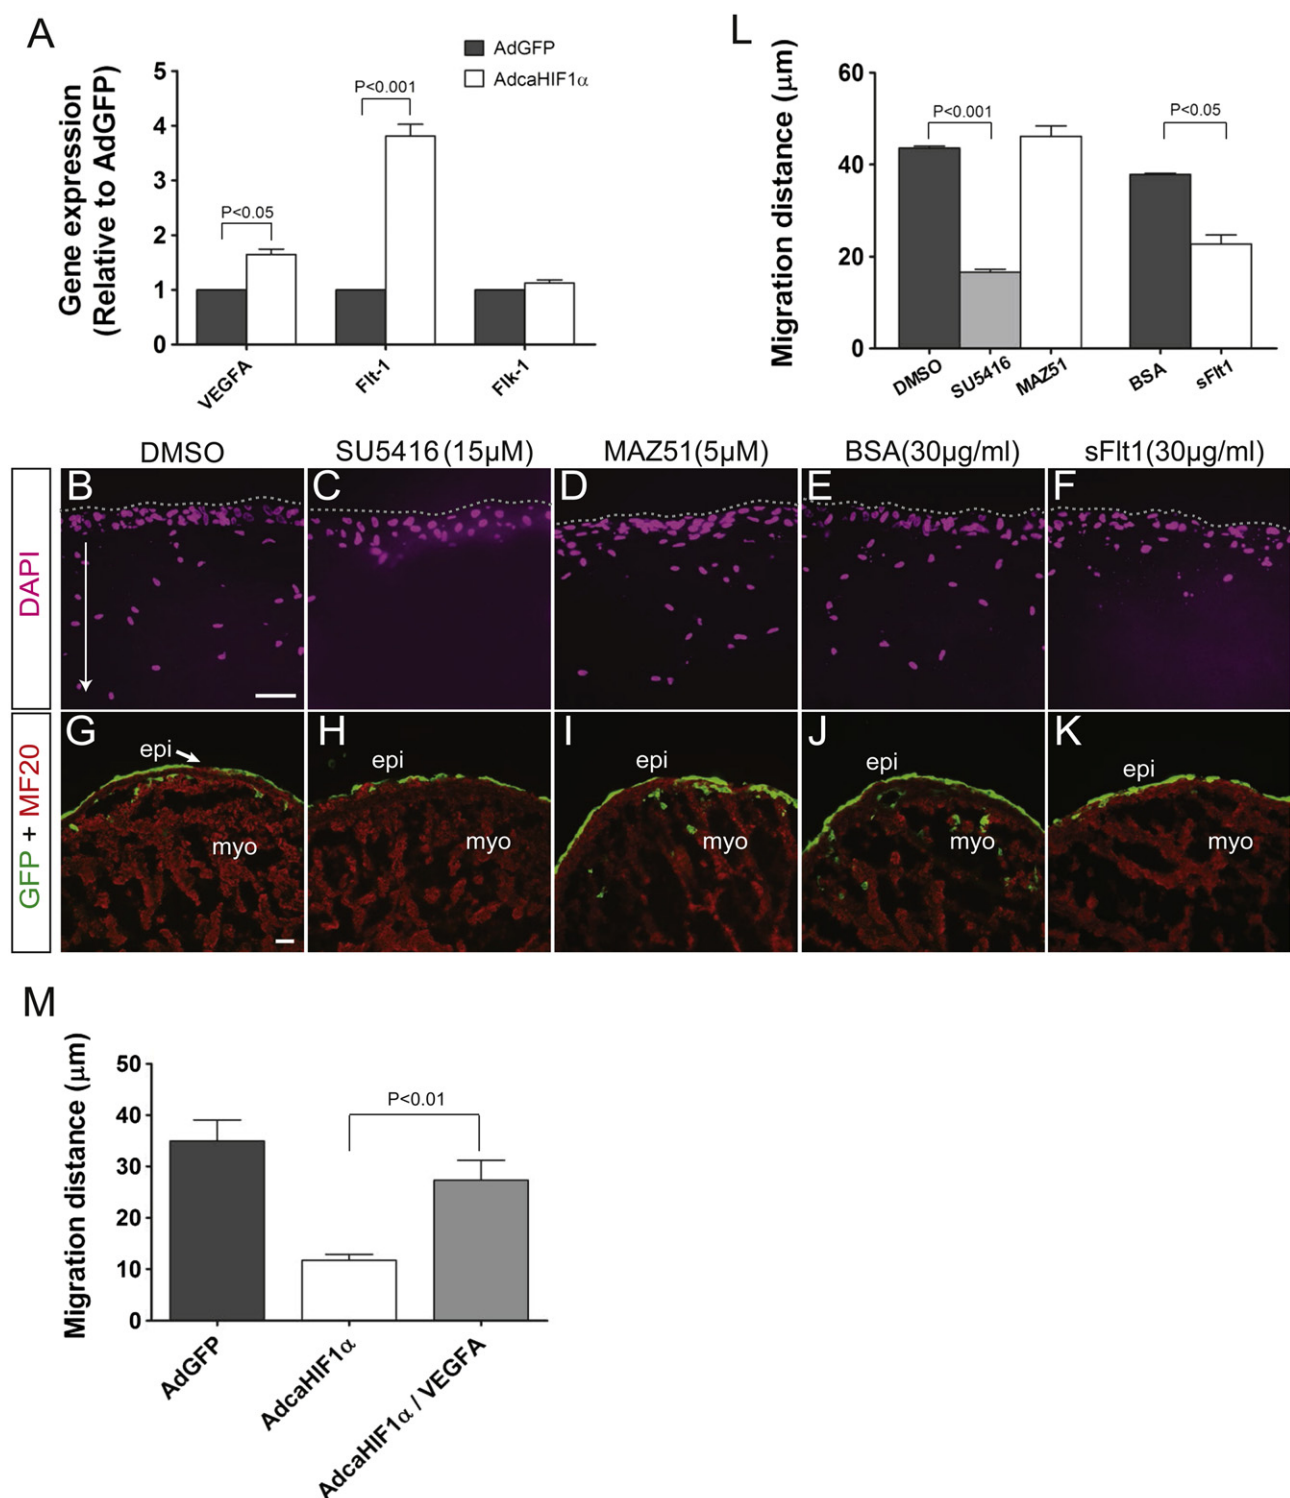 A
AdGFP
AdcaHIF1α
Gene expression
(Relative to AdGFP)
5
4
3
2
1
0
P<0.05
P<0.001
VEGFA
Flt-1
Flk-1
L
Migration distance (μm)
60
40
20
0
P<0.001
P<0.05
DMSO
SU5416
MAZ51
BSA
sFlt1
DMSO
SU5416 (15μM)
MAZ51(5μM)
BSA(30μg/ml)
sFlt1(30μg/ml)
DAPI
B
C
D
E
F
GFP + MF20
G
epi
myo
H
epi
myo
I
epi
myo
J
epi
myo
K
epi
myo
M
Migration distance (μm)
50
40
30
20
10
0
P<0.01
AdGFP
AdcaHIF1α
AdcaHIF1α / VEGFA